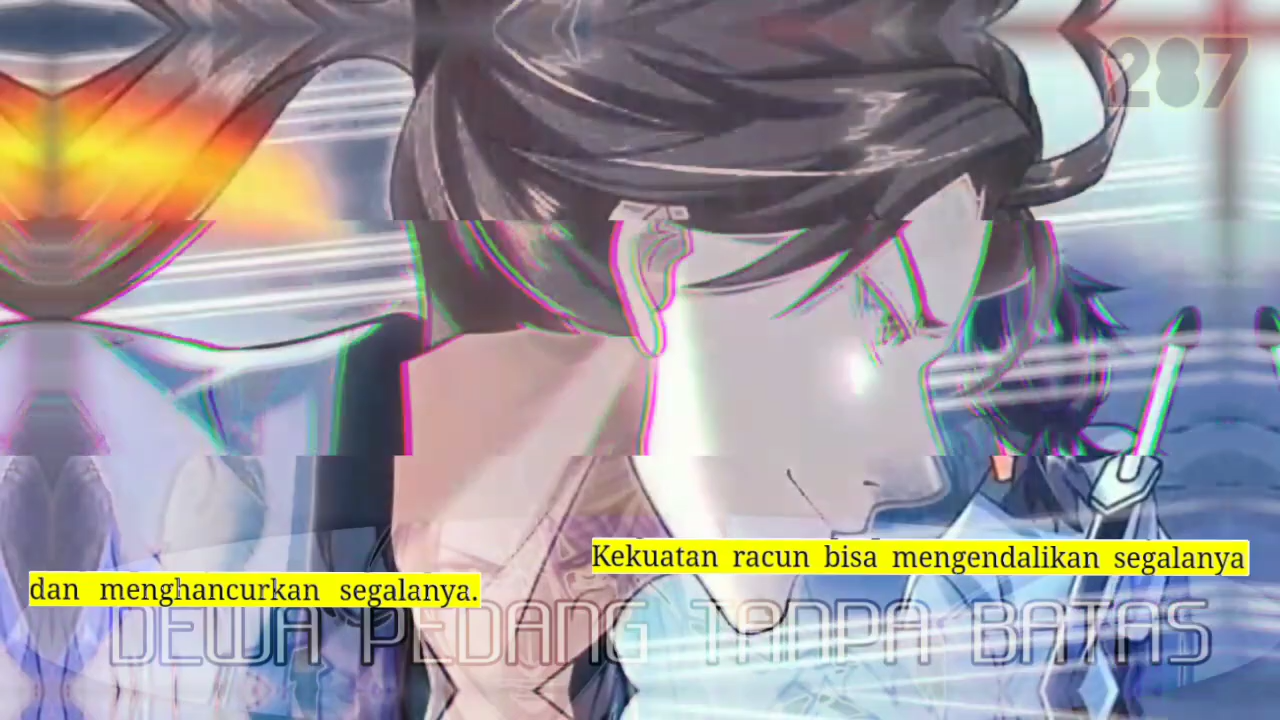 287
Kekuatan racun bisa mengendalikan segalanya
dan menghancurkan segalanya.
DEWA PEDANG TANPA BATAS